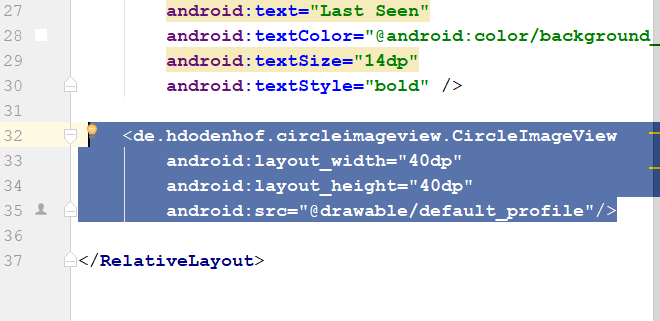 27 android:text="Last Seen"
28 android:textColor="@android:color/background_
29 android:textSize="14dp"
30 android:textStyle="bold" />
31
32 <de.hdodenhof.circleimageview.CircleImageView
33 android:layout_width="40dp"
34 android:layout_height="40dp"
35 android:src="@drawable/default_profile"/>
36
37 </RelativeLayout>